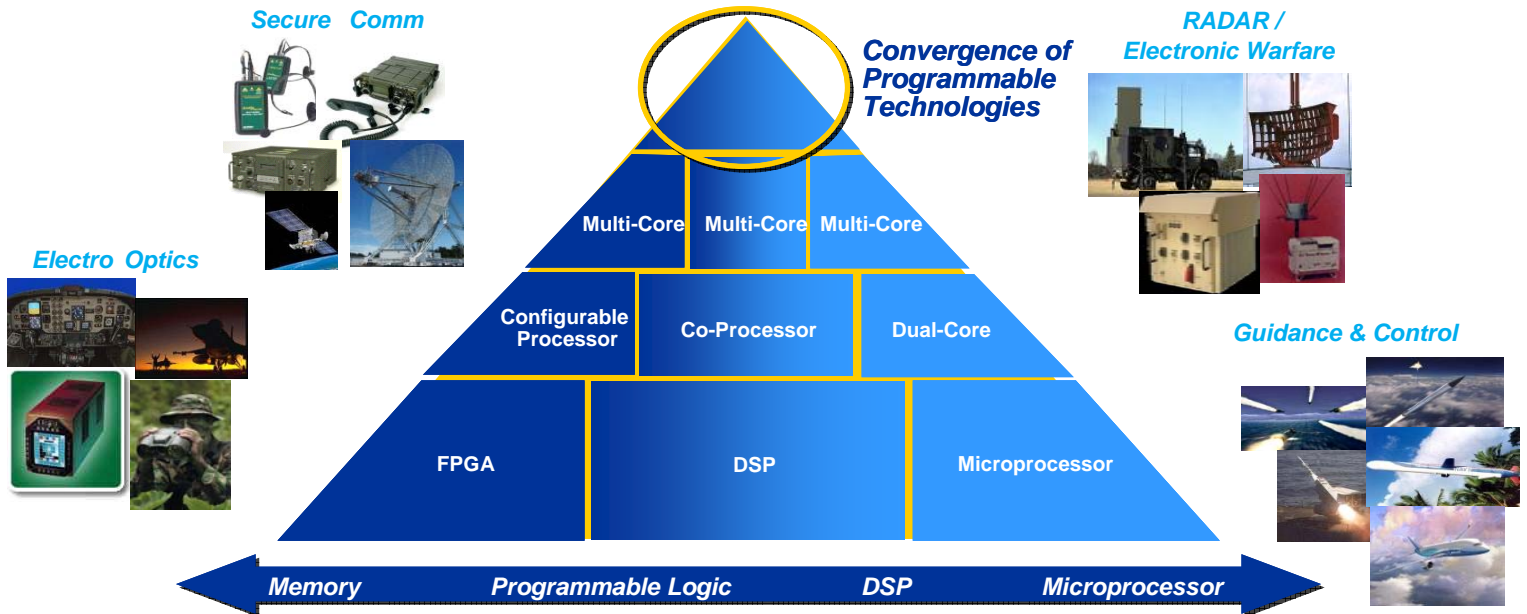 Secure Comm
RADAR /
Electronic Warfare
Convergence of
Programmable
Technologies
Electro Optics
Guidance & Control
Multi-Core
Multi-Core
Multi-Core
Configurable
Processor
Co-Processor
Dual-Core
FPGA
DSP
Microprocessor
Memory
Programmable Logic
DSP
Microprocessor